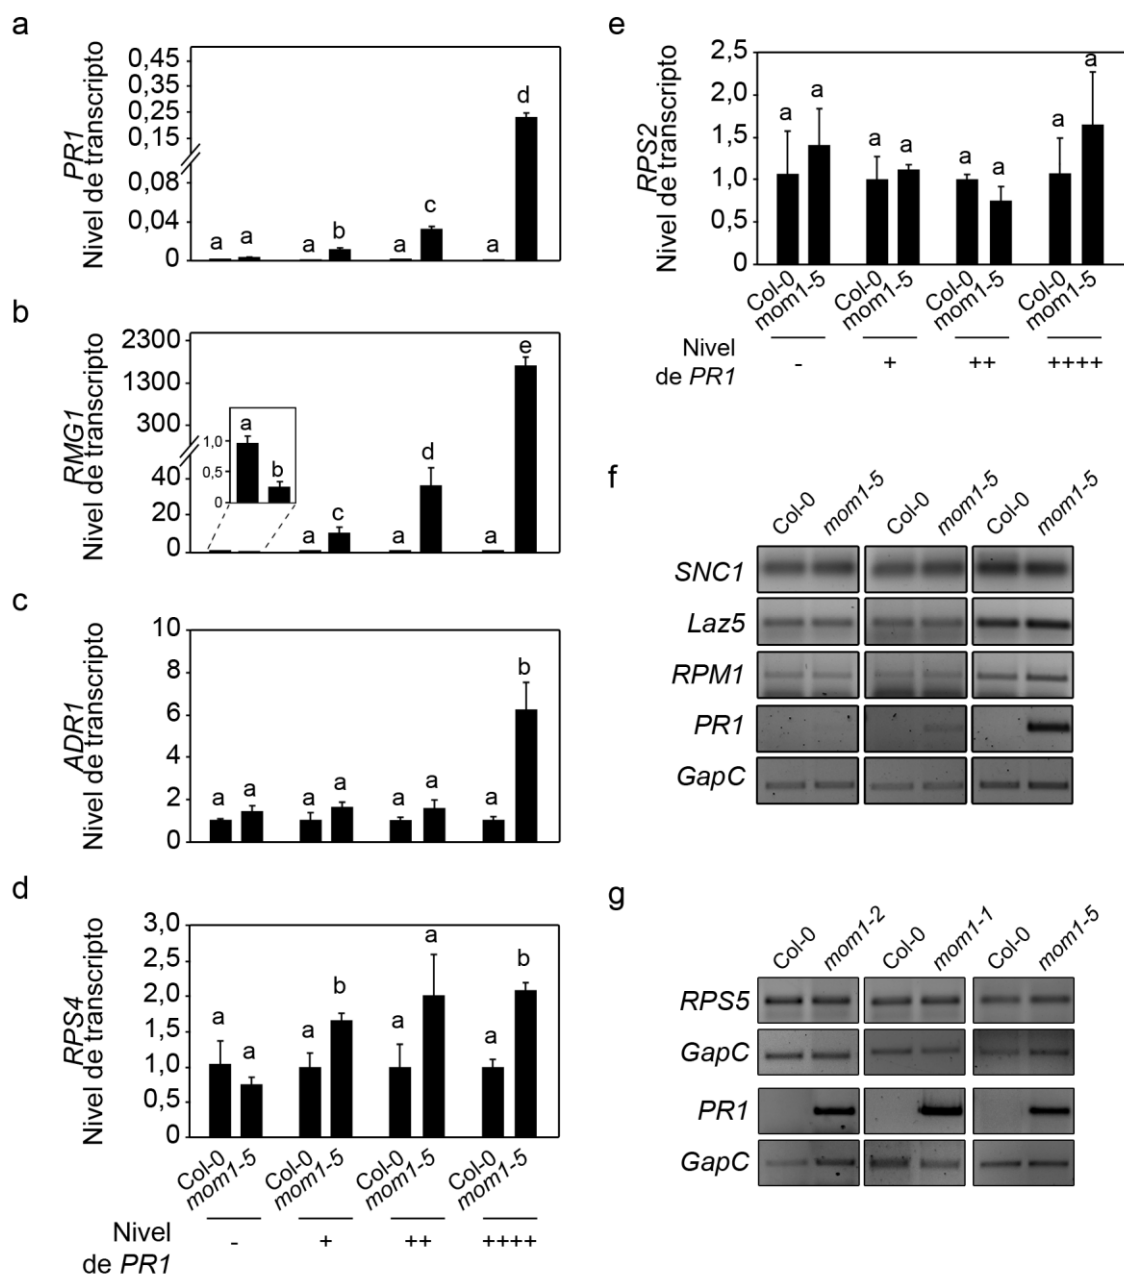 a
PR1
Nivel de transcripto
0,45
0,35
0,25
0,15
0,08
0,04
0
a a a b a c a d
b
RMG1
Nivel de transcripto
2300
1300
300
40
20
0
1,0
0,5
0
a b a c a d a e
c
ADR1
Nivel de transcripto
10
8
6
4
2
0
a a a a a a a b
d
RPS4
Nivel de transcripto
3,0
2,5
2,0
1,5
1,0
0,5
0
a a a b a a a b
Col-0 mom1-5 Col-0 mom1-5 Col-0 mom1-5 Col-0 mom1-5
Nivel
de PR1
- + ++ ++++
e
RPS2
Nivel de transcripto
2,5
2,0
1,5
1,0
0,5
0
a a a a a a a a
Col-0 mom1-5 Col-0 mom1-5 Col-0 mom1-5 Col-0 mom1-5
Nivel
de PR1
- + ++ ++++
f
Col-0 mom1-5 Col-0 mom1-5 Col-0 mom1-5
SNC1
Laz5
RPM1
PR1
GapC
g
Col-0 mom1-2 Col-0 mom1-1 Col-0 mom1-5
RPS5
GapC
PR1
GapC